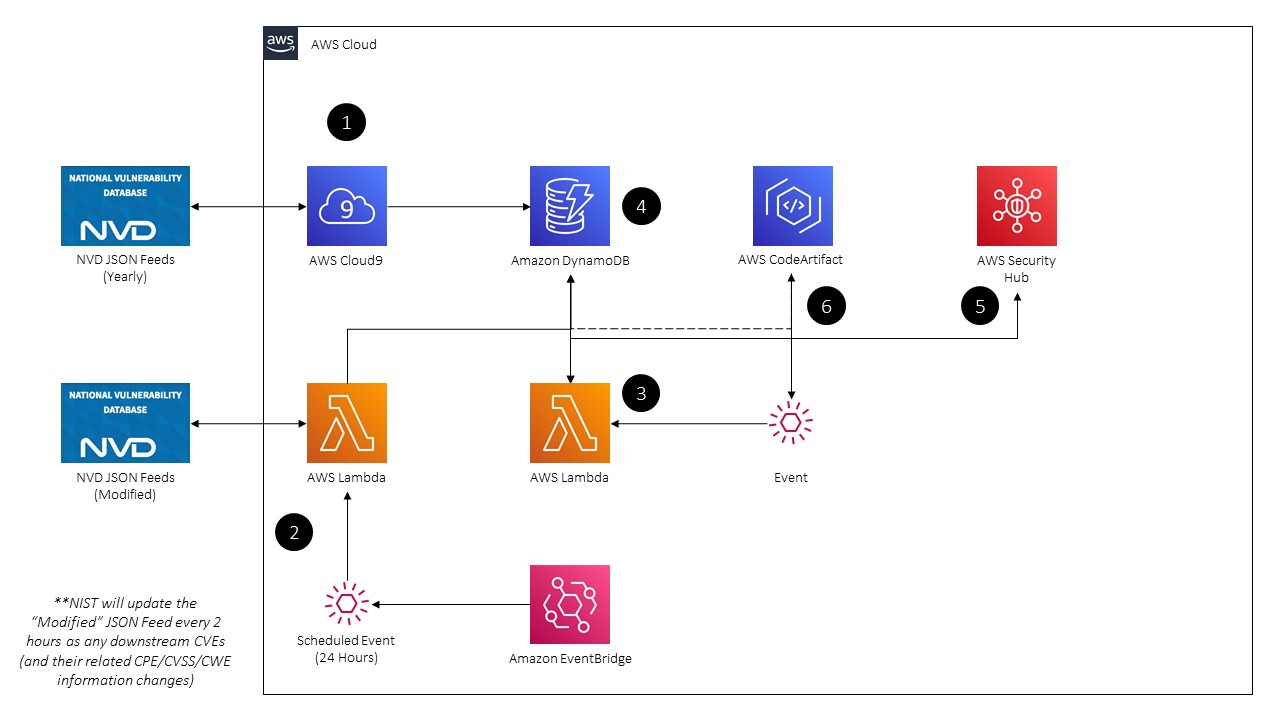 aws
AWS Cloud
1
NATIONAL VULNERABILITY
DATABASE
NVD
NVD JSON Feeds
(Yearly)
9
AWS Cloud9
Amazon DynamoDB
4
</>
AWS CodeArtifact
AWS Security
Hub
6
5
NATIONAL VULNERABILITY
DATABASE
NVD
NVD JSON Feeds
(Modified)
AWS Lambda
AWS Lambda
3
Event
2
Scheduled Event
(24 Hours)
Amazon EventBridge
**NIST will update the
“Modified” JSON Feed every 2
hours as any downstream CVEs
(and their related CPE/CVSS/CWE
information changes)